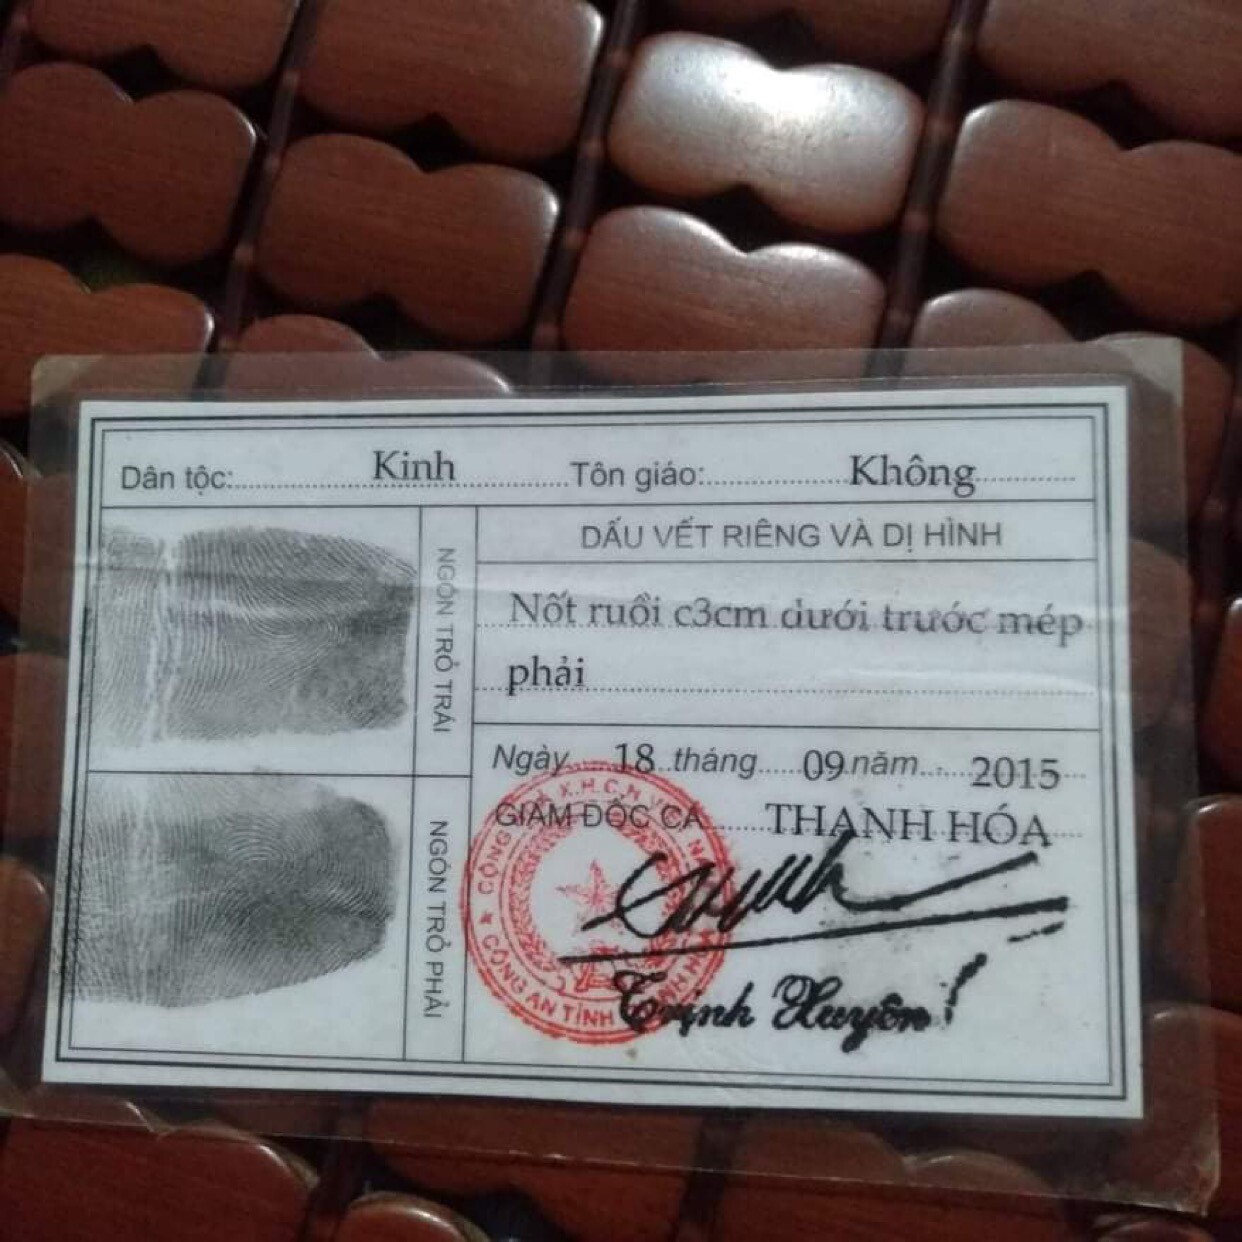 Dân tộc: Kinh Tôn giáo: Không
DẤU VẾT RIÊNG VÀ DỊ HÌNH
NGÓN TRỎ TRÁI
Nốt ruồi c3cm dưới trước mép
phải
NGÓN TRỎ PHẢI
Ngày 18 tháng 09 năm 2015
GIÁM ĐỐC CA THANH HÓA
CÔNG AN TỈNH
Trịnh Xuyên